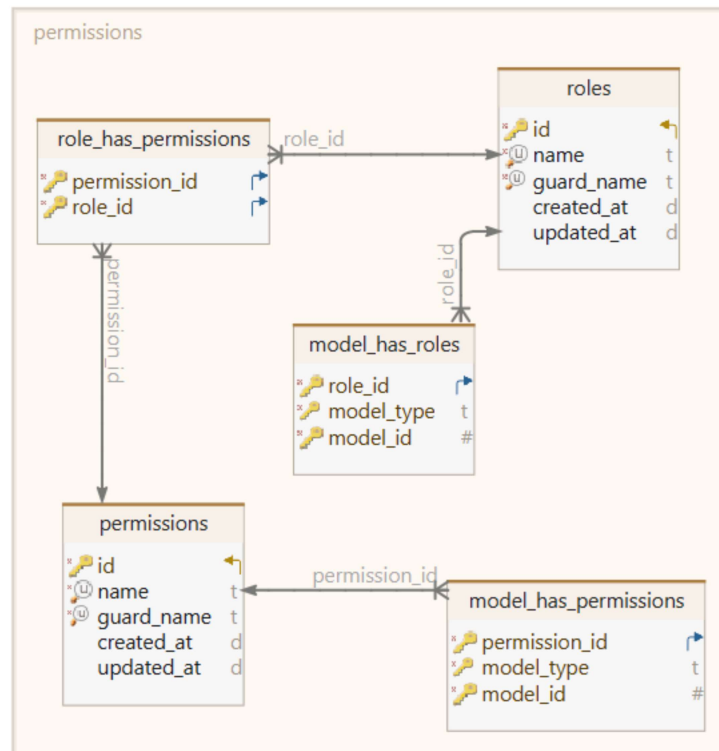 permissions
roles
id
name t
guard_name t
created_at d
updated_at d
role_has_permissions
permission_id
role_id
role_id
permission_id
role_id
model_has_roles
role_id
model_type t
model_id #
permissions
id
name t
guard_name t
created_at d
updated_at d
permission_id
model_has_permissions
permission_id
model_type t
model_id #